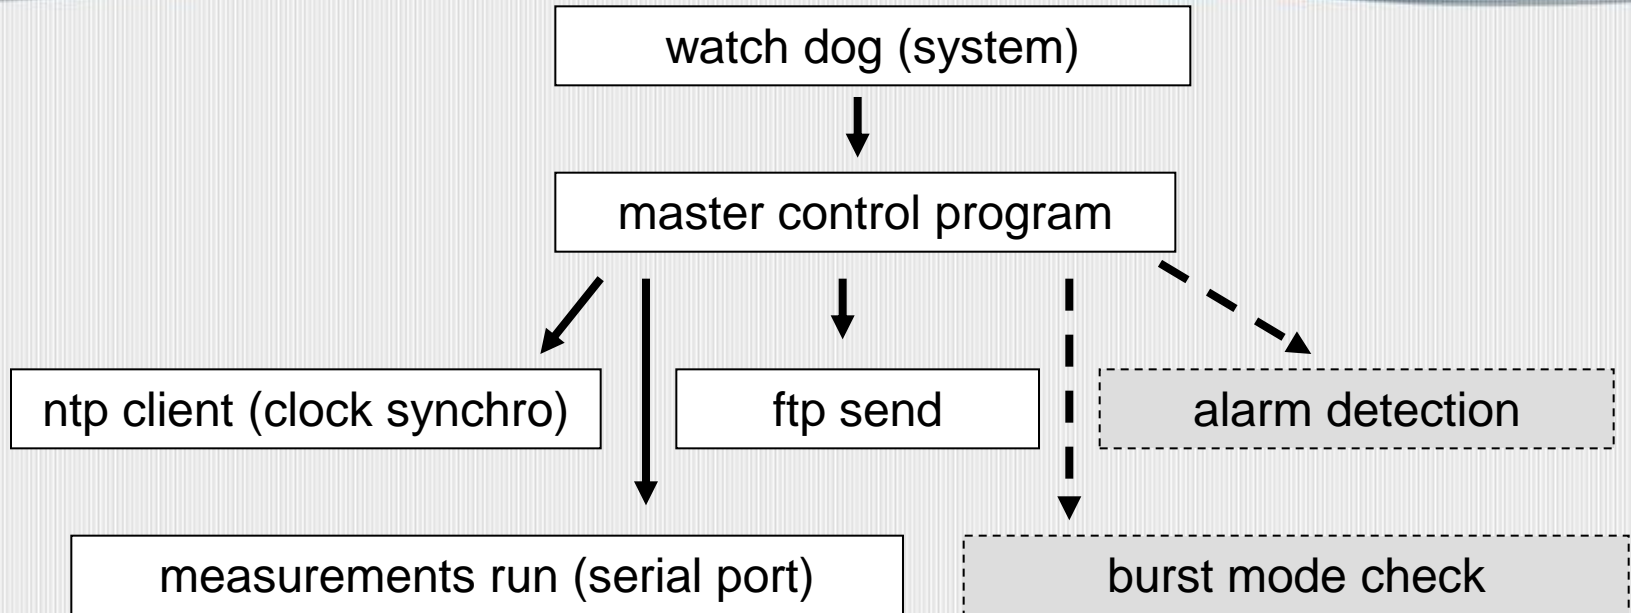 watch dog (system)
master control program
ntp client (clock synchro)
ftp send
alarm detection
measurements run (serial port)
burst mode check